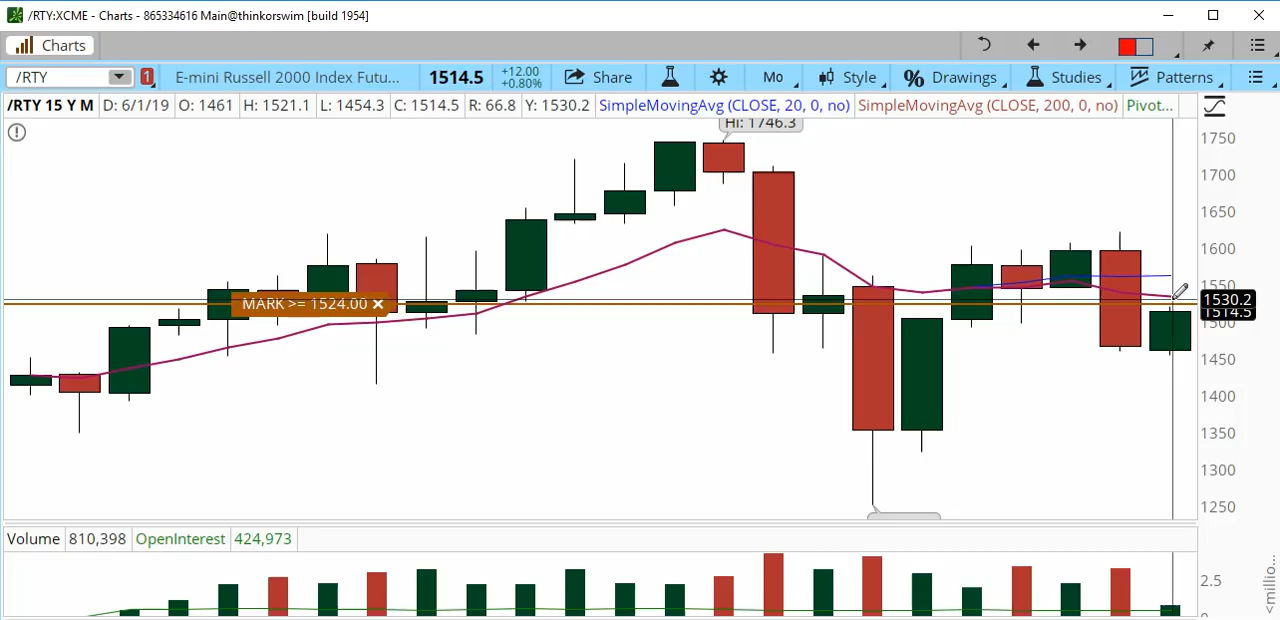 /RTY:XCME - Charts - 865334616 Main@thinkorswim [build 1954]
Charts
/RTY 1 E-mini Russell 2000 Index Futu... 1514.5 +12.00 +0.80% Share Mo Style % Drawings Studies Patterns
/RTY 15 Y M D: 6/1/19 O: 1461 H: 1521.1 L: 1454.3 C: 1514.5 R: 66.8 Y: 1530.2 SimpleMovingAvg (CLOSE, 20, 0, no) SimpleMovingAvg (CLOSE, 200, 0, no) Pivot...
Hi: 1746.3
1750
1700
1650
1600
1550
MARK >= 1524.00 ×
1530.2
1514.5
1500
1450
1400
1350
1300
1250
Volume 810,398 OpenInterest 424,973
2.5
0
<millio...